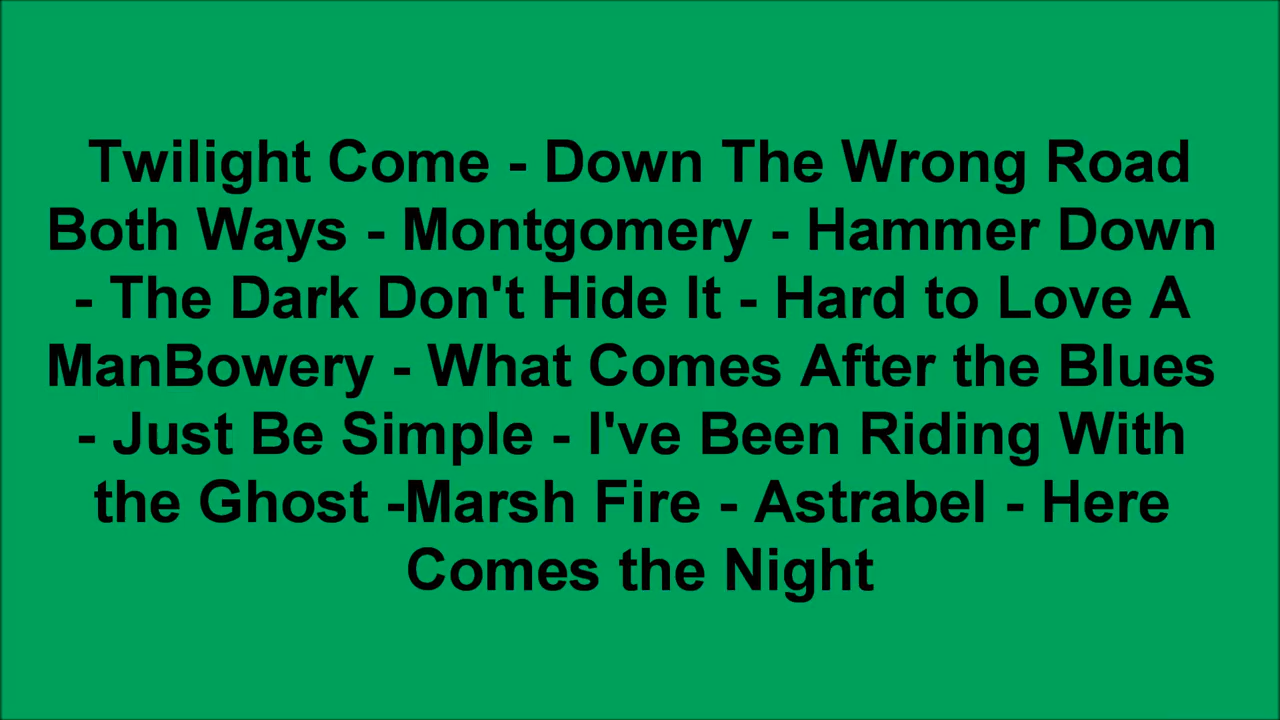 Twilight Come - Down The Wrong Road
Both Ways - Montgomery - Hammer Down
- The Dark Don't Hide It - Hard to Love A
ManBowery - What Comes After the Blues
- Just Be Simple - I've Been Riding With
the Ghost -Marsh Fire - Astrabel - Here
Comes the Night